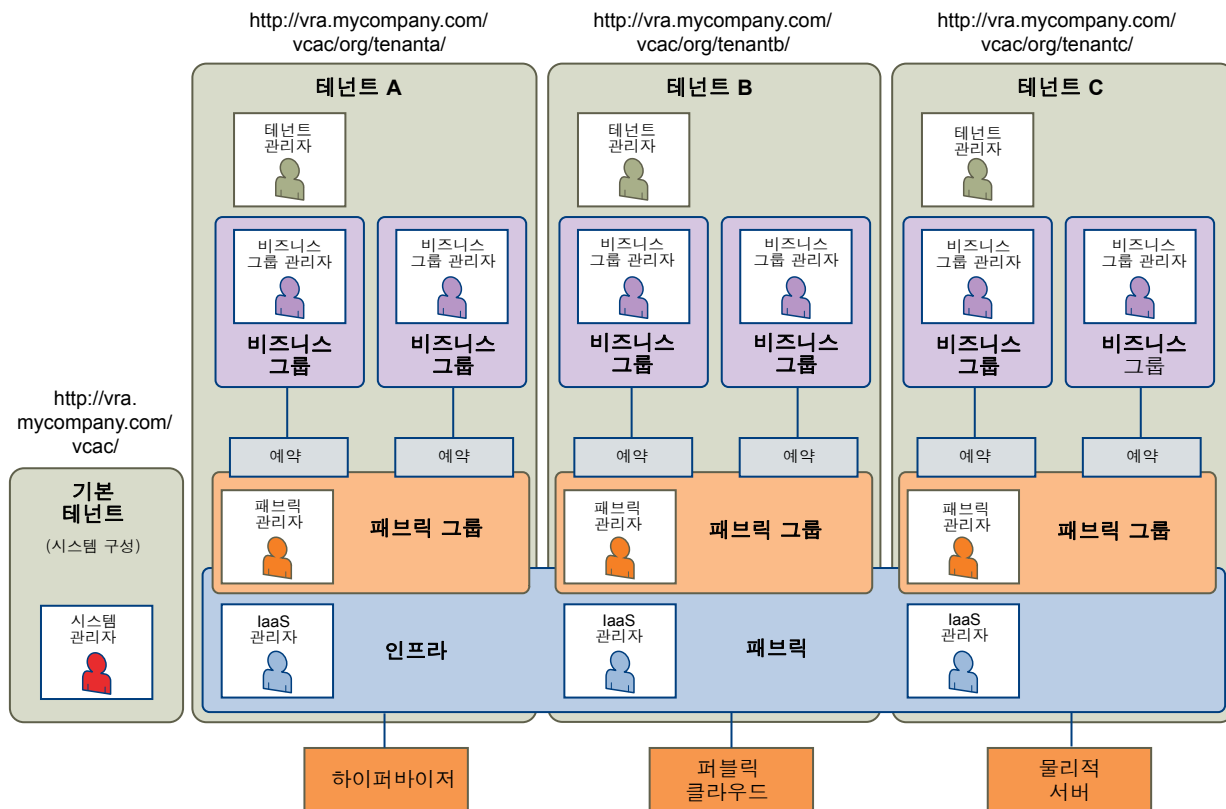 http://vra.mycompany.com/
vcac/org/tenanta/
http://vra.mycompany.com/
vcac/org/tenantb/
http://vra.mycompany.com/
vcac/org/tenantc/
테넌트 A
테넌트 B
테넌트 C
테넌트
관리자
테넌트
관리자
테넌트
관리자
비즈니스
그룹 관리자
비즈니스
그룹 관리자
비즈니스
그룹 관리자
비즈니스
그룹 관리자
비즈니스
그룹 관리자
비즈니스
그룹 관리자
비즈니스
그룹
비즈니스
그룹
비즈니스
그룹
비즈니스
그룹
비즈니스
그룹
비즈니스
그룹
http://vra.
mycompany.com/
vcac/
예약
예약
예약
예약
예약
예약
기본
테넌트
(시스템 구성)
패브릭
관리자
패브릭 그룹
패브릭
관리자
패브릭 그룹
패브릭
관리자
패브릭 그룹
시스템
관리자
IaaS
관리자
인프라
IaaS
관리자
패브릭
IaaS
관리자
하이퍼바이저
퍼블릭
클라우드
물리적
서버